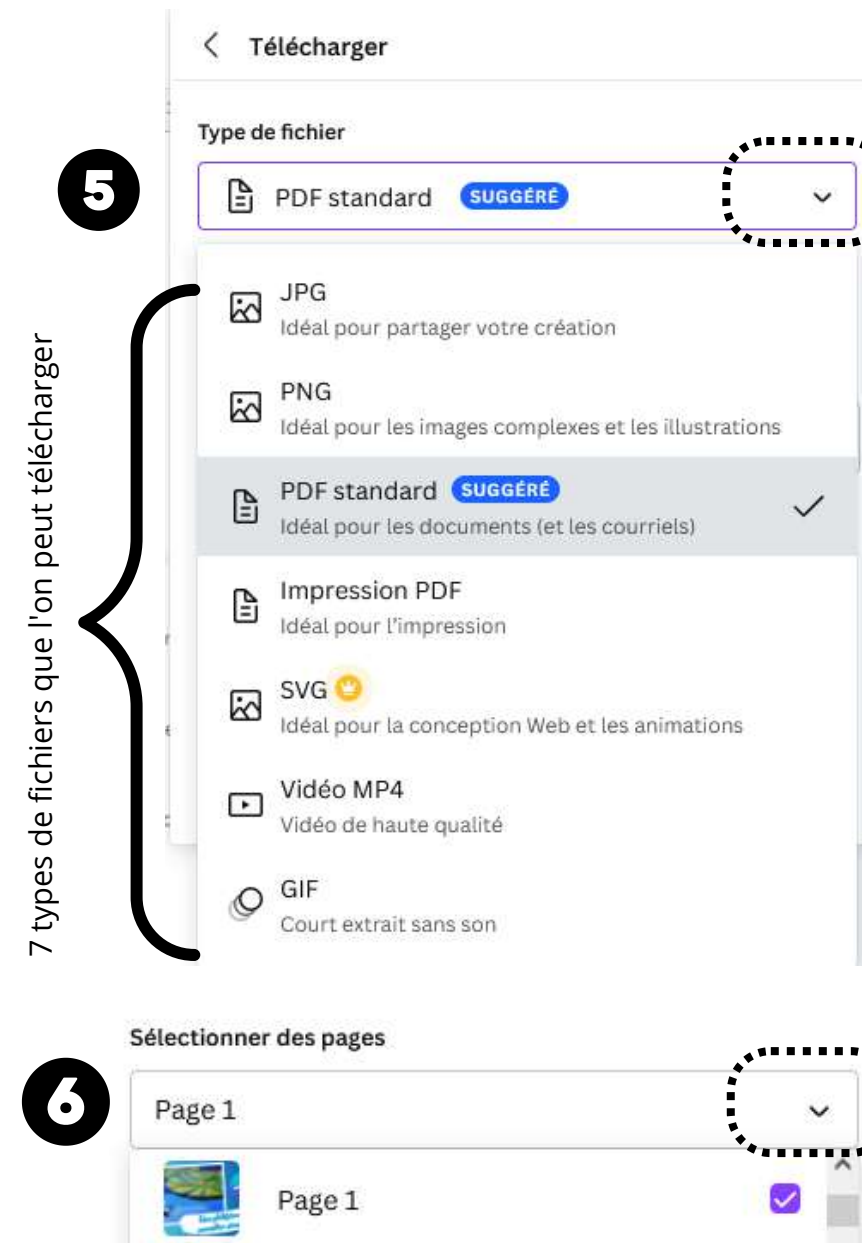 Télécharger
Type de fichier
5
PDF standard SUGGÉRÉ
7 types de fichiers que l'on peut télécharger
JPG
Idéal pour partager votre création
PNG
Idéal pour les images complexes et les illustrations
PDF standard SUGGÉRÉ
Idéal pour les documents (et les courriels)
Impression PDF
Idéal pour l'impression
SVG
Idéal pour la conception Web et les animations
Vidéo MP4
Vidéo de haute qualité
GIF
Court extrait sans son
Sélectionner des pages
6
Page 1
Page 1